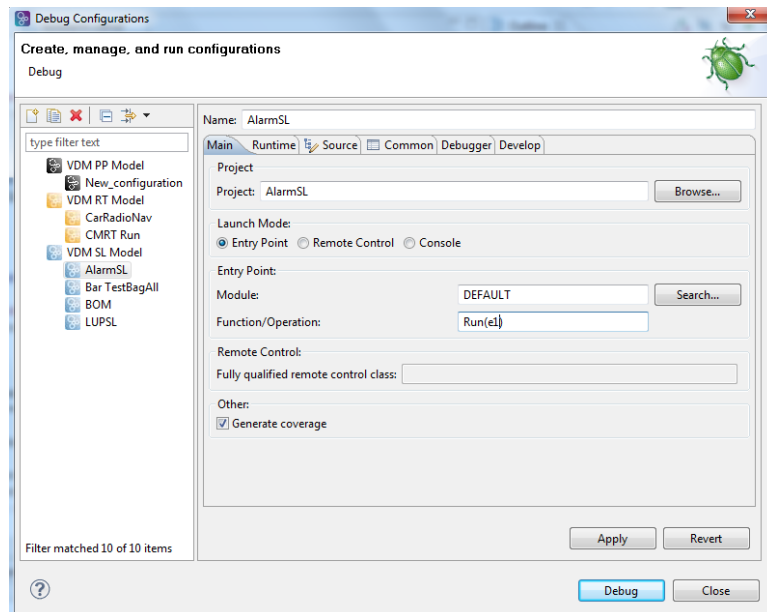 Debug Configurations
x
Create, manage, and run configurations
Debug
type filter text
VDM PP Model
New_configuration
VDM RT Model
CarRadioNav
CMRT Run
VDM SL Model
AlarmSL
Bar TestBagAll
BOM
LUPSL
Filter matched 10 of 10 items
Name: AlarmSL
Main Runtime Source Common Debugger Develop
Project
Project: AlarmSL Browse...
Launch Mode:
Entry Point Remote Control Console
Entry Point:
Module: DEFAULT Search...
Function/Operation: Run(e1)
Remote Control:
Fully qualified remote control class:
Other:
Generate coverage
Apply Revert
? Debug Close